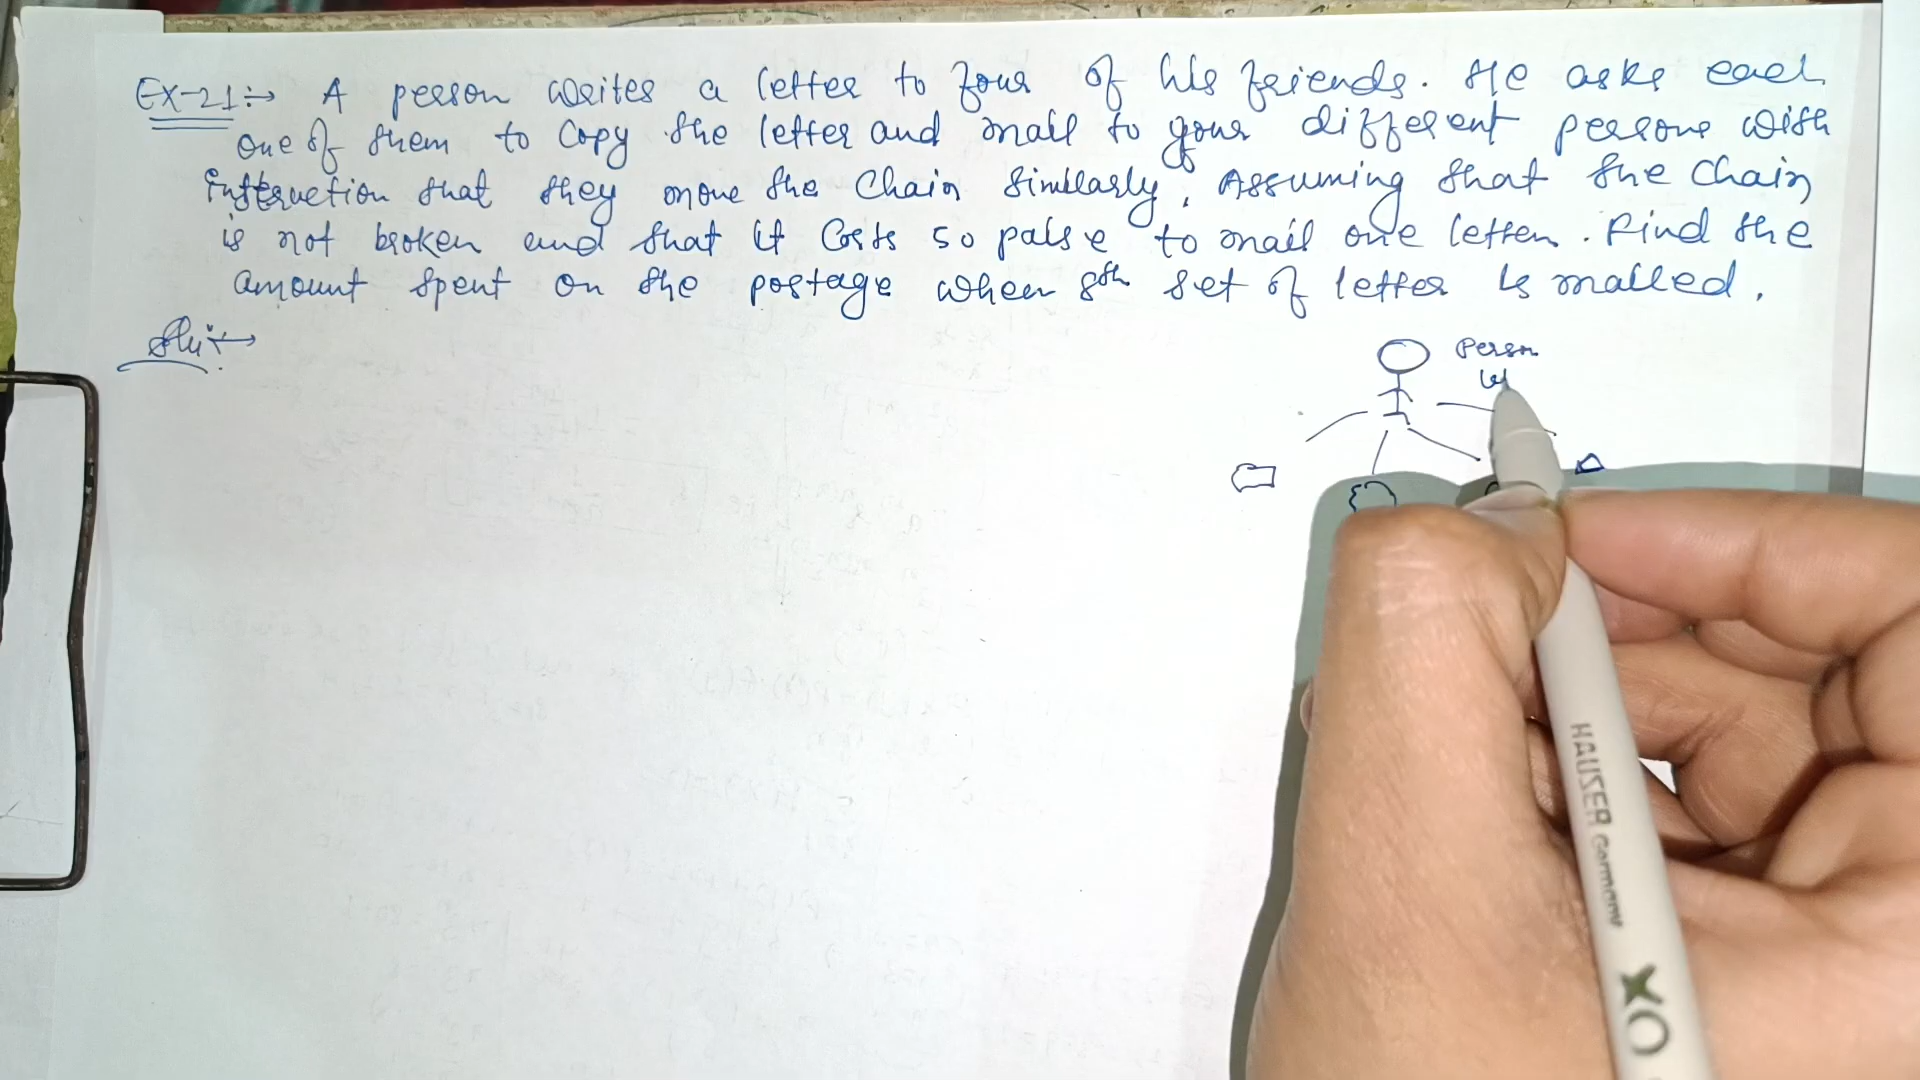 Ex-21:→ A person writes a letter to four of his friends. He asks each
one of them to copy the letter and mail to four different persons with
instruction that they move the chain similarly. Assuming that the chain
is not broken and that it costs 50 paise to mail one letter. Find the
amount spent on the postage when 8th set of letter is mailed.
Person
HAUSER Germany
XO